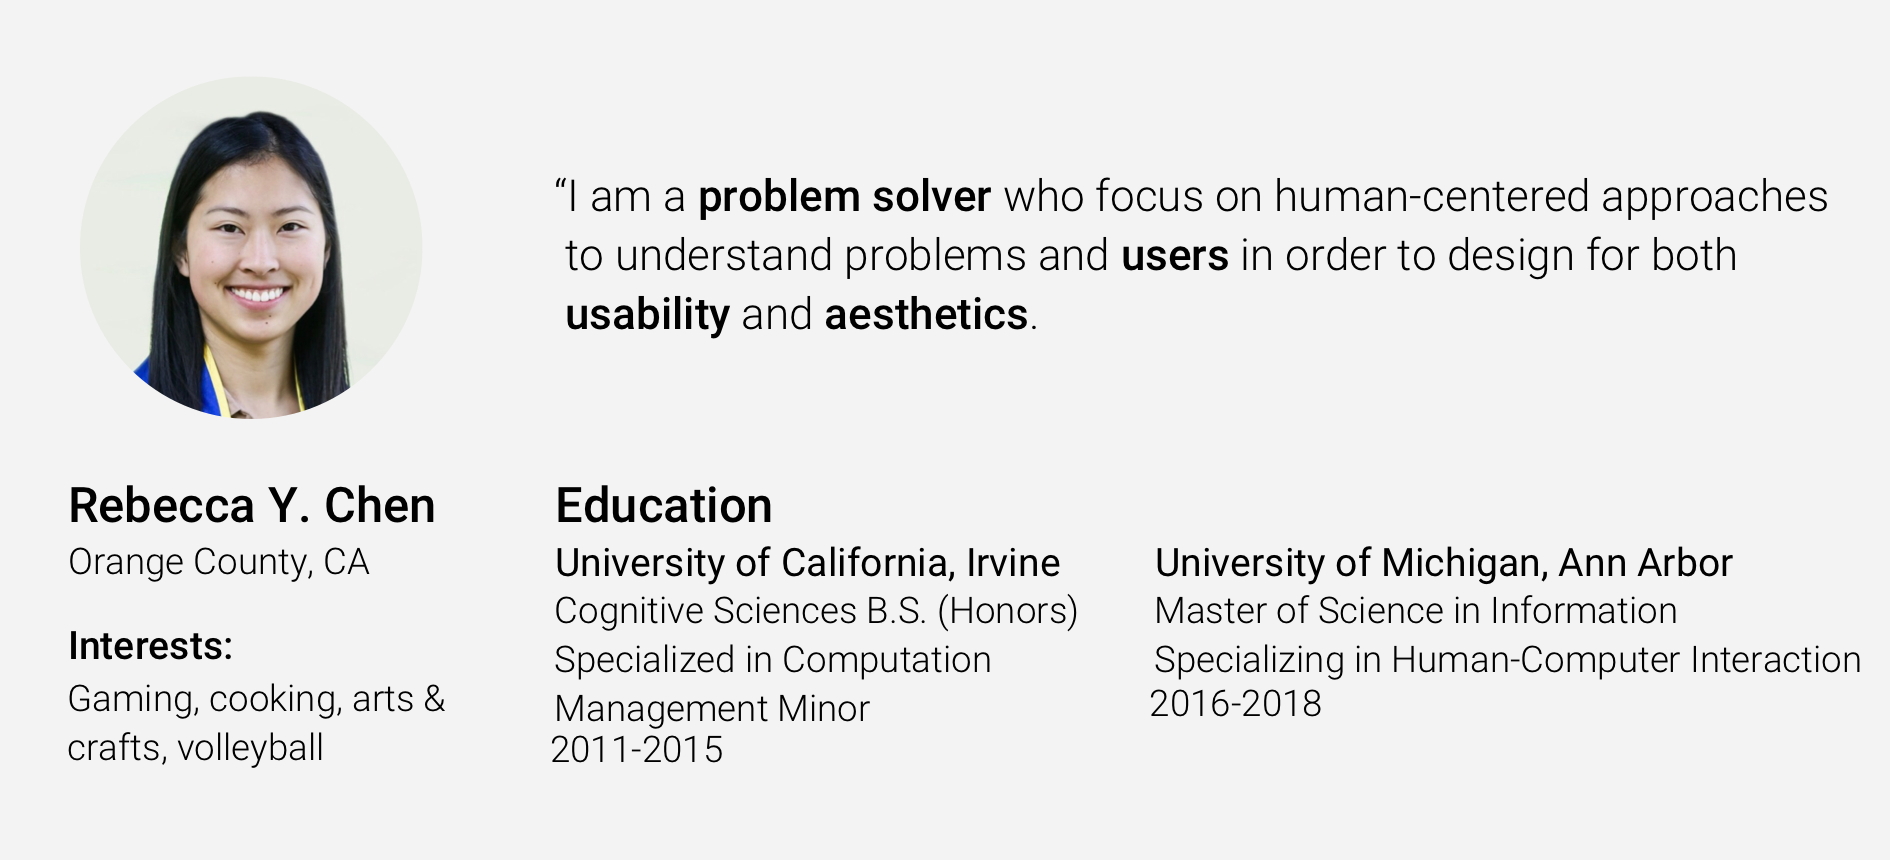 “I am a problem solver who focus on human-centered approaches
to understand problems and users in order to design for both
usability and aesthetics.
Rebecca Y. Chen
Orange County, CA
Interests:
Gaming, cooking, arts &
crafts, volleyball
Education
University of California, Irvine
Cognitive Sciences B.S. (Honors)
Specialized in Computation
Management Minor
2011-2015
University of Michigan, Ann Arbor
Master of Science in Information
Specializing in Human-Computer Interaction
2016-2018